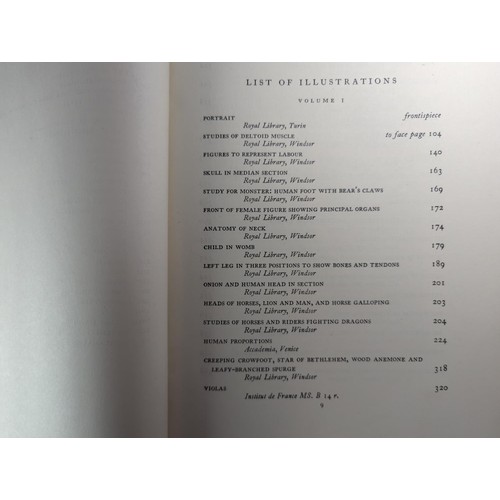 LIST OF ILLUSTRATIONS
VOLUME I
PORTRAIT frontispiece
Royal Library, Turin
STUDIES OF DELTOID MUSCLE to face page 104
Royal Library, Windsor
FIGURES TO REPRESENT LABOUR 140
Royal Library, Windsor
SKULL IN MEDIAN SECTION 163
Royal Library, Windsor
STUDY FOR MONSTER: HUMAN FOOT WITH BEAR'S CLAWS 169
Royal Library, Windsor
FRONT OF FEMALE FIGURE SHOWING PRINCIPAL ORGANS 172
Royal Library, Windsor
ANATOMY OF NECK 174
Royal Library, Windsor
CHILD IN WOMB 179
Royal Library, Windsor
LEFT LEG IN THREE POSITIONS TO SHOW BONES AND TENDONS 189
Royal Library, Windsor
ONION AND HUMAN HEAD IN SECTION 201
Royal Library, Windsor
HEADS OF HORSES, LION AND MAN, AND HORSE GALLOPING 203
Royal Library, Windsor
STUDIES OF HORSES AND RIDERS FIGHTING DRAGONS 204
Royal Library, Windsor
HUMAN PROPORTIONS 224
Accademia, Venice
CREEPING CROWFOOT, STAR OF BETHLEHEM, WOOD ANEMONE AND
LEAFY-BRANCHED SPURGE 318
Royal Library, Windsor
VIOLAS 320
Institut de France MS. B 14 r.
9